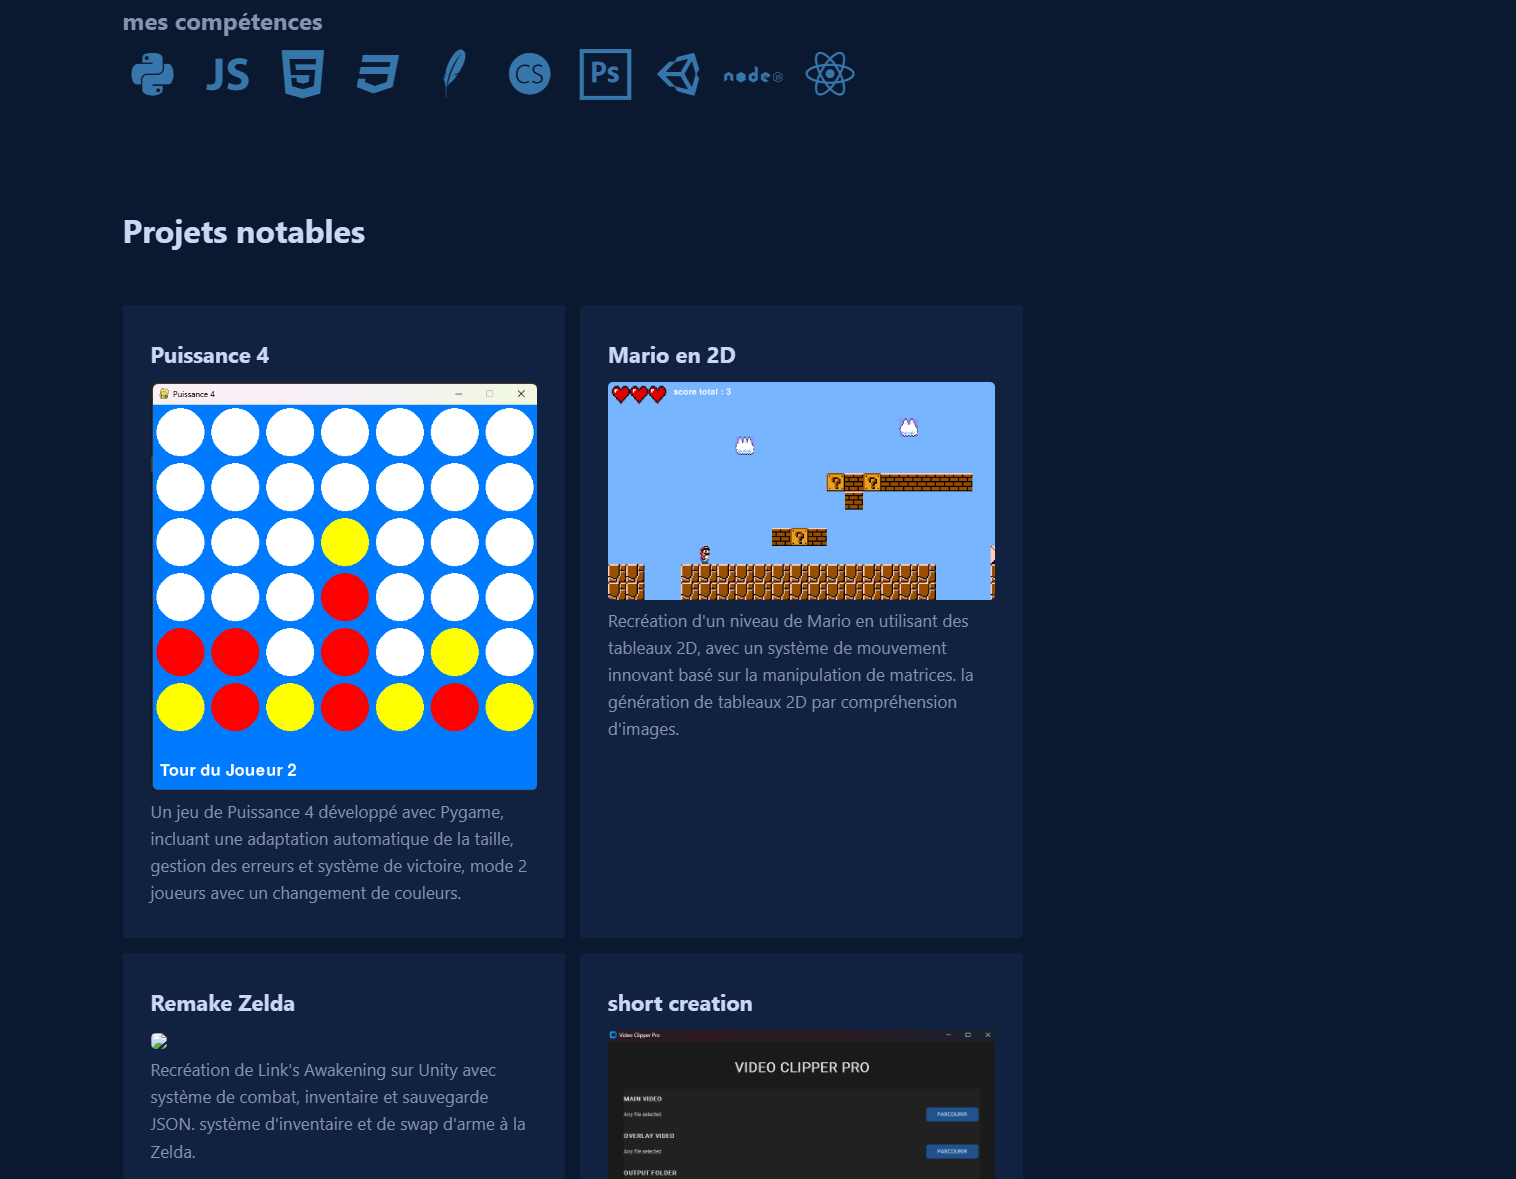 mes compétences
JS
CS
Ps
node
JS
Projets notables
Puissance 4
Puissance 4
Tour du Joueur 2
Un jeu de Puissance 4 développé avec Pygame,
incluant une adaptation automatique de la taille,
gestion des erreurs et système de victoire, mode 2
joueurs avec un changement de couleurs.
Mario en 2D
score total : 3
? ?
?
Recréation d'un niveau de Mario en utilisant des
tableaux 2D, avec un système de mouvement
innovant basé sur la manipulation de matrices. la
génération de tableaux 2D par compréhension
d'images.
Remake Zelda
Recréation de Link's Awakening sur Unity avec
système de combat, inventaire et sauvegarde
JSON. système d'inventaire et de swap d'arme à la
Zelda.
short creation
Video Clipper Pro
VIDEO CLIPPER PRO
MAIN VIDEO
Any file selected
PARCOURIR
OVERLAY VIDEO
Any file selected
PARCOURIR
OUTPUT FOLDER